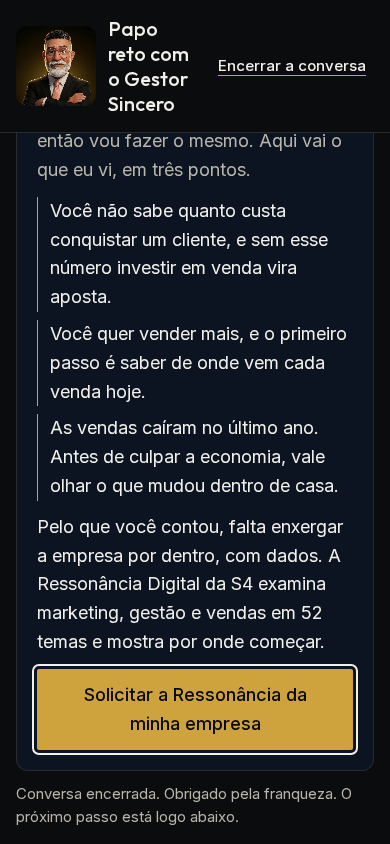 Papo
reto com
o Gestor
Sincero
Encerrar a conversa
então vou fazer o mesmo. Aqui vai o
que eu vi, em três pontos.
Você não sabe quanto custa
conquistar um cliente, e sem esse
número investir em venda vira
aposta.
Você quer vender mais, e o primeiro
passo é saber de onde vem cada
venda hoje.
As vendas caíram no último ano.
Antes de culpar a economia, vale
olhar o que mudou dentro de casa.
Pelo que você contou, falta enxergar
a empresa por dentro, com dados. A
Ressonância Digital da S4 examina
marketing, gestão e vendas em 52
temas e mostra por onde começar.
Solicitar a Ressonância da
minha empresa
Conversa encerrada. Obrigado pela franqueza. O
próximo passo está logo abaixo.